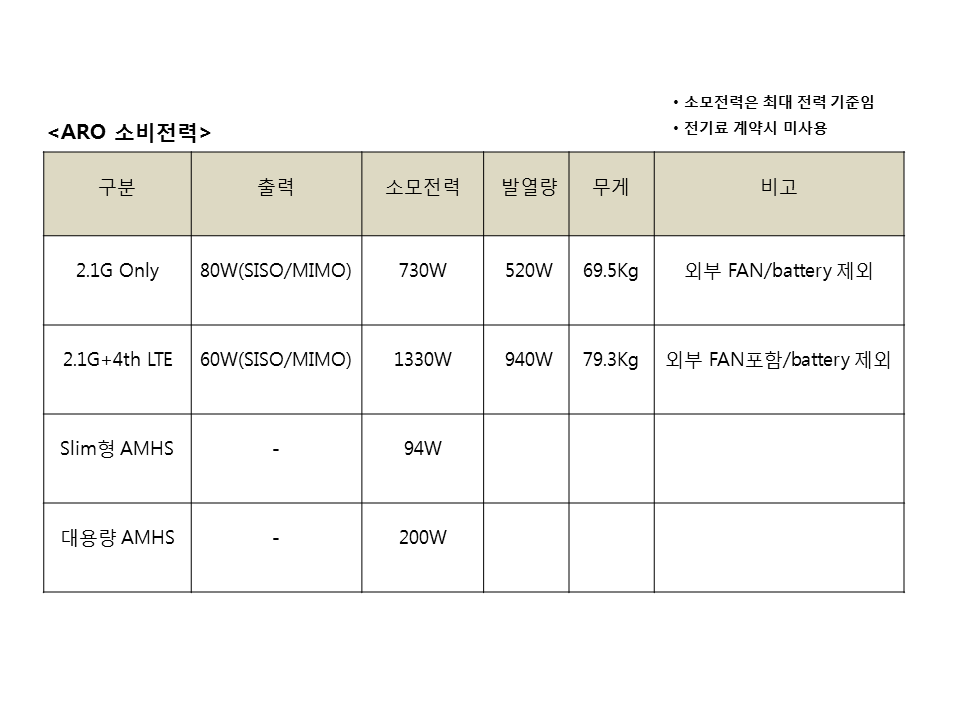 • 소모전력은 최대 전력 기준임
• 전기료 계약시 미사용
<ARO 소비전력>
구분 출력 소모전력 발열량 무게 비고
2.1G Only 80W(SISO/MIMO) 730W 520W 69.5Kg 외부 FAN/battery 제외
2.1G+4th LTE 60W(SISO/MIMO) 1330W 940W 79.3Kg 외부 FAN포함/battery 제외
Slim형 AMHS - 94W
대용량 AMHS - 200W